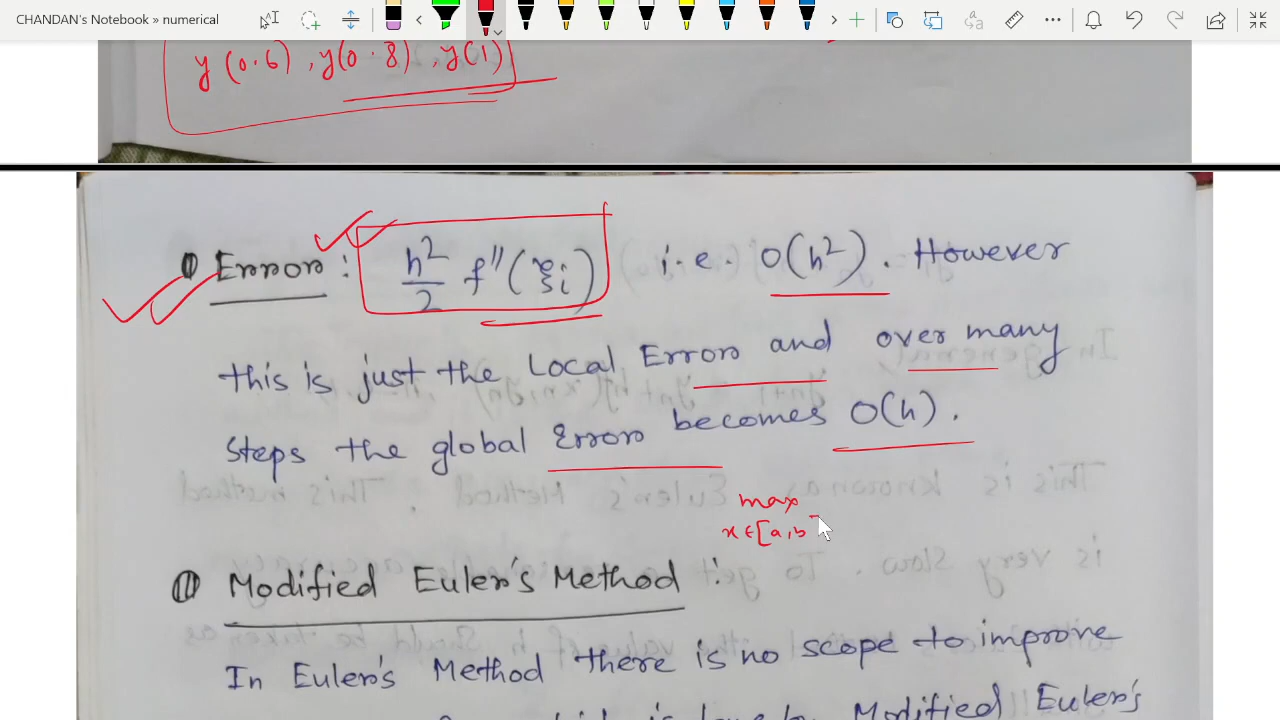 CHANDAN's Notebook » numerical
y(0.6), y(0.8), y(1)
Error: h²/2 f''(ξi) i.e. O(h²). However
this is just the Local Error and over many
steps the global Error becomes O(h).
max
x∈[a,b]
Modified Euler's Method:
In Euler's Method there is no scope to improve
Modified Euler's